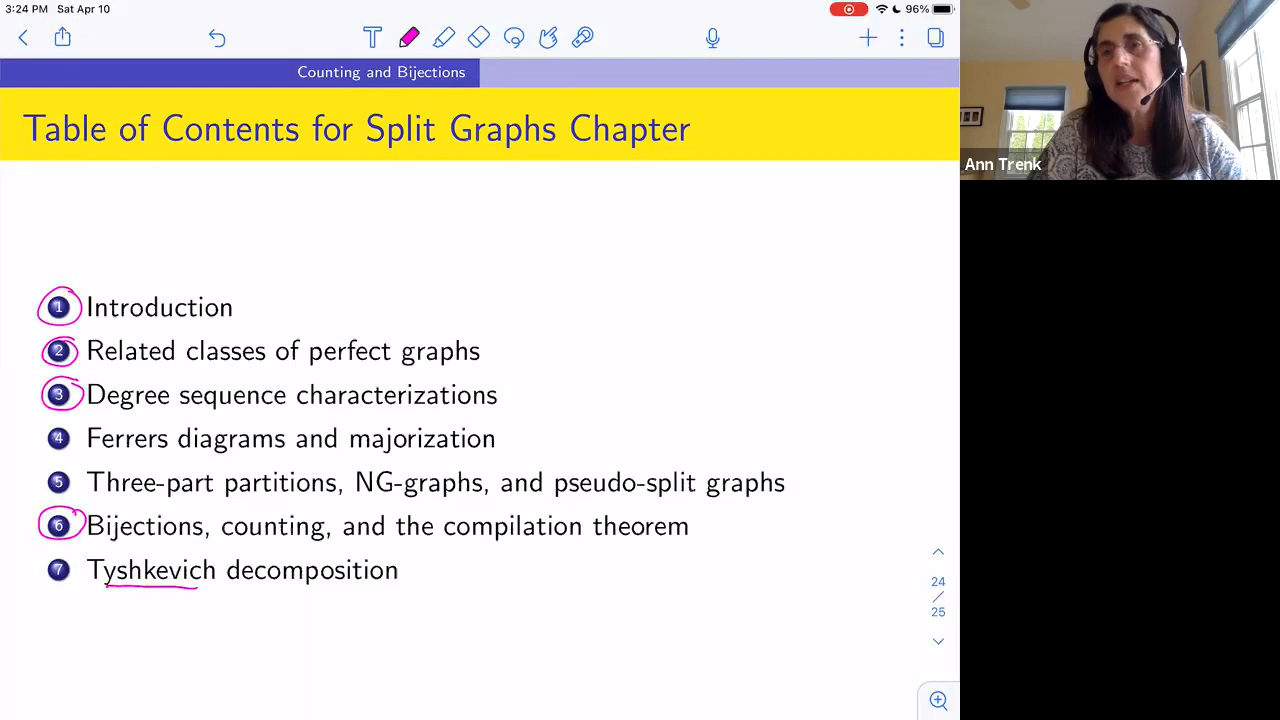 3:24 PM Sat Apr 10
96%
Counting and Bijections
Table of Contents for Split Graphs Chapter
Ann Trenk
1 Introduction
2 Related classes of perfect graphs
3 Degree sequence characterizations
4 Ferrers diagrams and majorization
5 Three-part partitions, NG-graphs, and pseudo-split graphs
6 Bijections, counting, and the compilation theorem
7 Tyshkevich decomposition
24
/
25